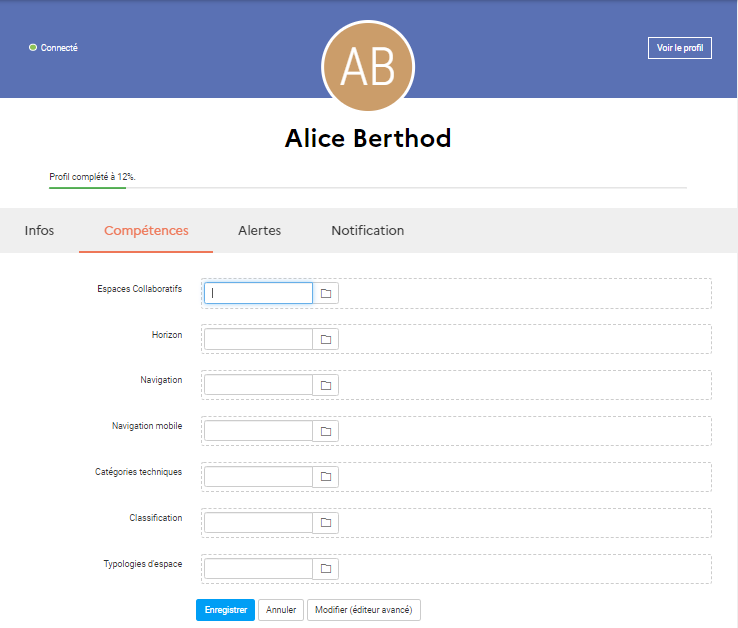 Connecté
AB
Voir le profil
Alice Berthod
Profil complété à 12%.
Infos Compétences Alertes Notification
Espaces Collaboratifs
Horizon
Navigation
Navigation mobile
Catégories techniques
Classification
Typologies d'espace
Enregistrer Annuler Modifier (éditeur avancé)